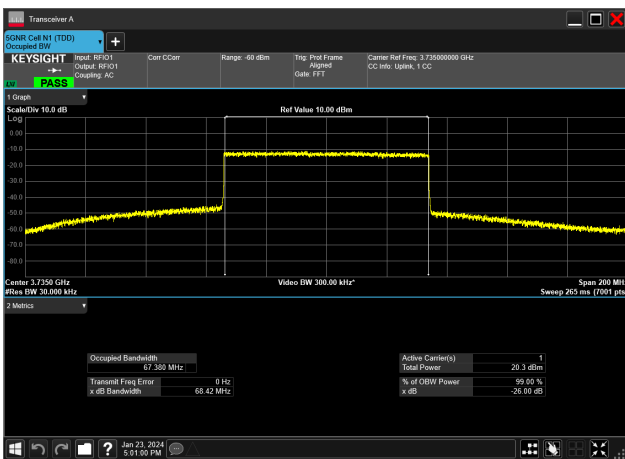 Transceiver A
5GNR Cell N1 (TDD)
Occupied BW
KEYSIGHT
PASS
Input: RFIO1
Output: RFIO1
Coupling: AC
Corr CCorr
Range: -60 dBm
Trig: Prot Frame
Aligned
Gate: FFT
Carrier Ref Freq: 3.735000000 GHz
CC Info: Uplink, 1 CC
1 Graph
Scale/Div 10.0 dB
Ref Value 10.00 dBm
Log
0.00
-10.0
-20.0
-30.0
-40.0
-50.0
-60.0
-70.0
-80.0
Center 3.7350 GHz
Video BW 300.00 kHz*
Span 200 MHz
#Res BW 30.000 kHz
Sweep 265 ms (7001 pts
2 Metrics
Occupied Bandwidth
67.380 MHz
Transmit Freq Error 0 Hz
x dB Bandwidth 68.42 MHz
Active Carrier(s) 1
Total Power 20.3 dBm
% of OBW Power 99.00 %
x dB -26.00 dB
Jan 23, 2024
5:01:00 PM